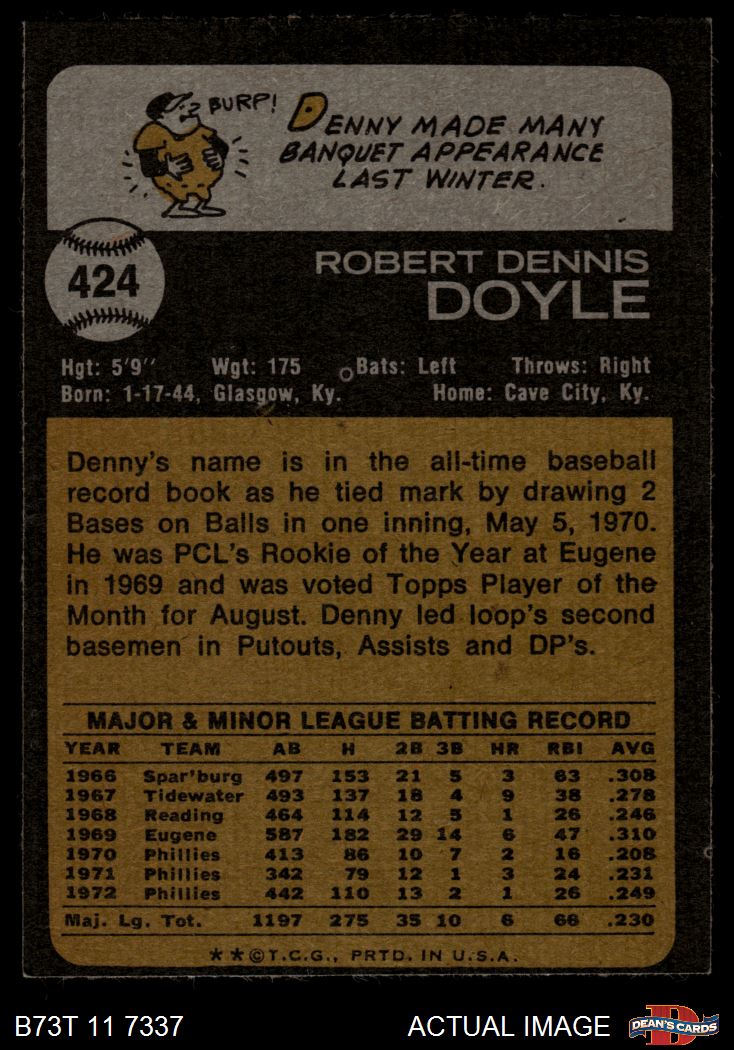 BURP!
DENNY MADE MANY
BANQUET APPEARANCE
LAST WINTER.
424
ROBERT DENNIS
DOYLE
Hgt: 5'9" Wgt: 175 Bats: Left Throws: Right
Born: 1-17-44, Glasgow, Ky. Home: Cave City, Ky.
Denny's name is in the all-time baseball
record book as he tied mark by drawing 2
Bases on Balls in one inning, May 5, 1970.
He was PCL's Rookie of the Year at Eugene
in 1969 and was voted Topps Player of the
Month for August. Denny led loop's second
basemen in Putouts, Assists and DP's.
MAJOR & MINOR LEAGUE BATTING RECORD
YEAR TEAM AB H 2B 3B HR RBI AVG
1966 Spar'burg 497 153 21 5 3 63 .308
1967 Tidewater 493 137 18 4 9 38 .278
1968 Reading 464 114 12 5 1 26 .246
1969 Eugene 587 182 29 14 6 47 .310
1970 Phillies 413 86 10 7 2 16 .208
1971 Phillies 342 79 12 1 3 24 .231
1972 Phillies 442 110 13 2 1 26 .249
Maj. Lg. Tot. 1197 275 35 10 6 66 .230
**©T.C.G., PRTD. IN U.S.A.
B73T 11 7337 ACTUAL IMAGE D DEAN'S CARDS